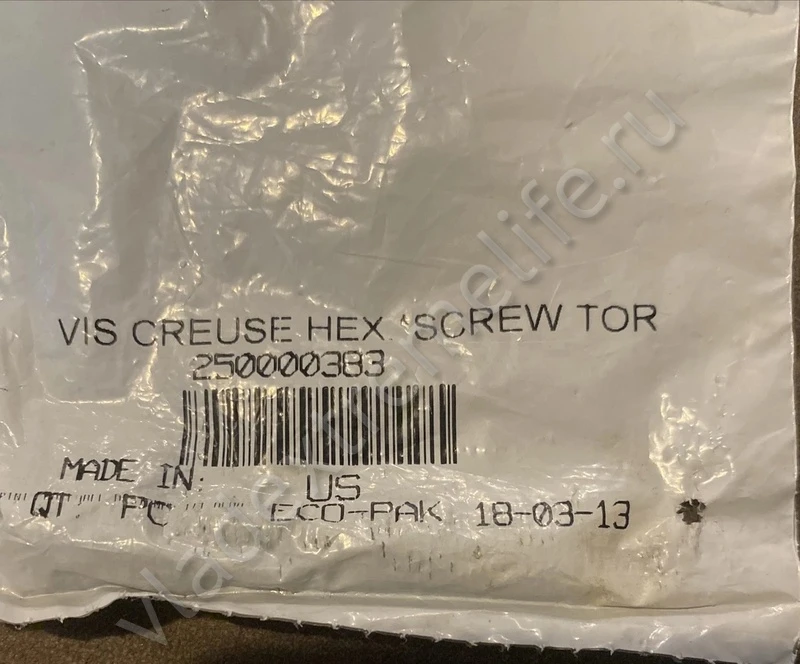 VIS CREUSE HEX 'SCREW TOR
250000383
MADE IN:
US
QT PC ECO-PAK 18-03-13